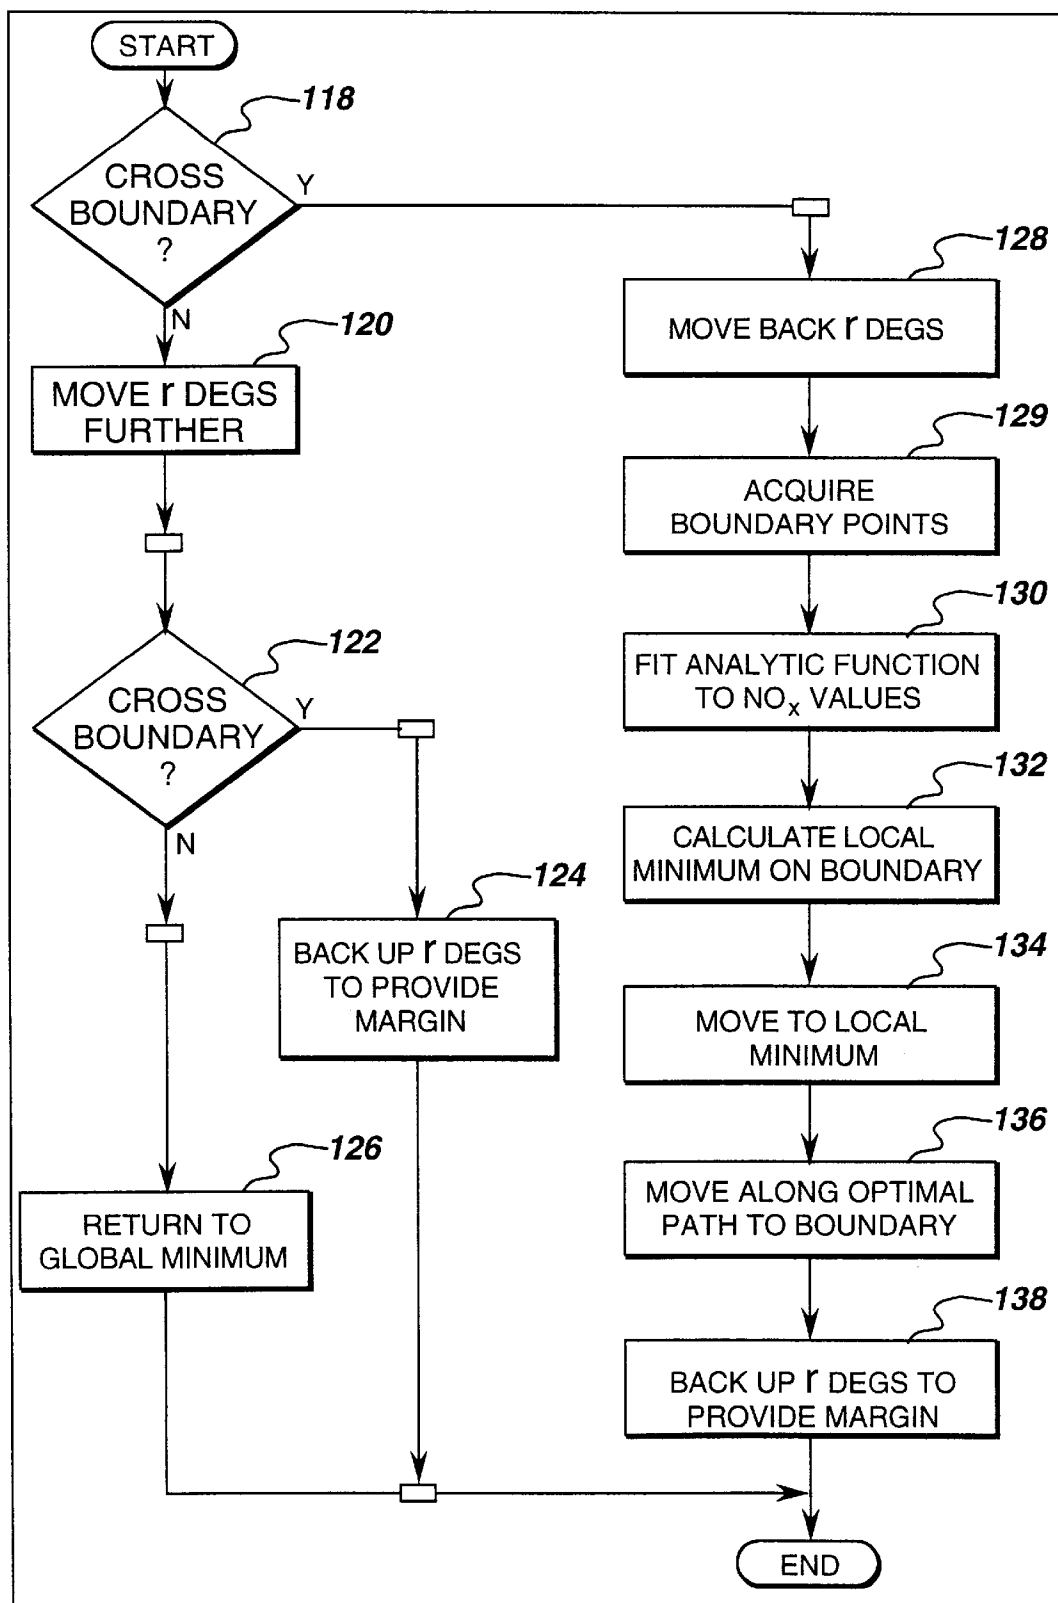 START
118
CROSS
BOUNDARY
?
Y
N
120
MOVE r DEGS
FURTHER
122
CROSS
BOUNDARY
?
Y
N
124
BACK UP r DEGS
TO PROVIDE
MARGIN
126
RETURN TO
GLOBAL MINIMUM
128
MOVE BACK r DEGS
129
ACQUIRE
BOUNDARY POINTS
130
FIT ANALYTIC FUNCTION
TO NOx VALUES
132
CALCULATE LOCAL
MINIMUM ON BOUNDARY
134
MOVE TO LOCAL
MINIMUM
136
MOVE ALONG OPTIMAL
PATH TO BOUNDARY
138
BACK UP r DEGS TO
PROVIDE MARGIN
END